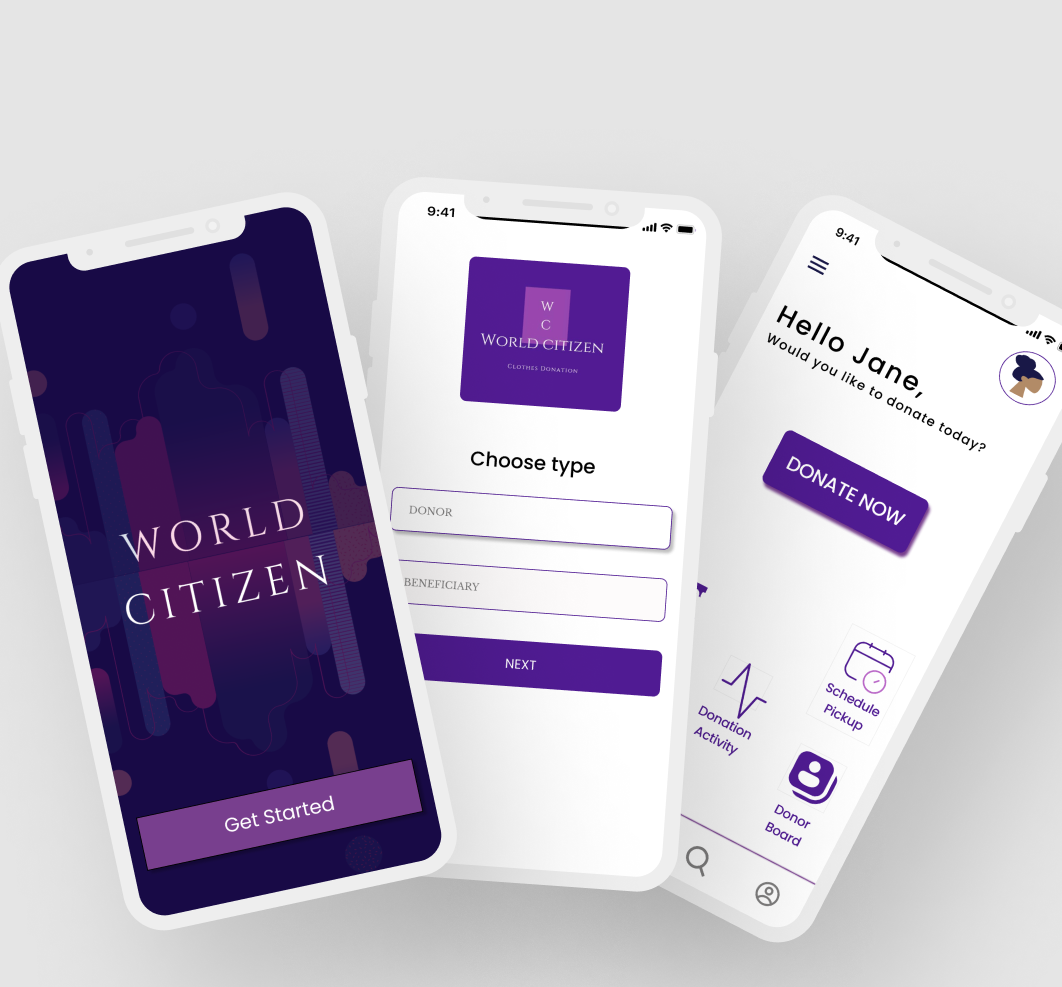 WORLD
CITIZEN
Get Started
9:41
W
C
WORLD CITIZEN
CLOTHES DONATION
Choose type
DONOR
BENEFICIARY
NEXT
9:41
Hello Jane,
Would you like to donate today?
DONATE NOW
Donation
Activity
Schedule
Pickup
Donor
Board